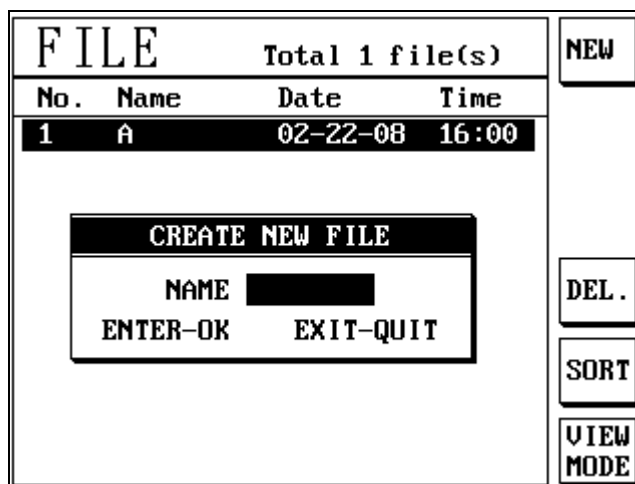 FILE Total 1 file(s)
No. Name Date Time
1 A 02-22-08 16:00
CREATE NEW FILE
NAME
ENTER-OK EXIT-QUIT
NEW
DEL.
SORT
VIEW
MODE